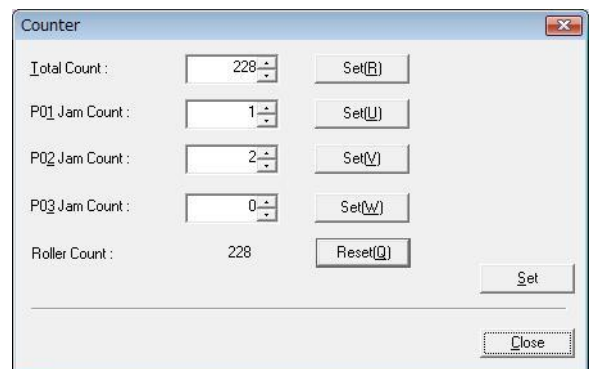 Counter
Total Count : 228 Set(R)
P01 Jam Count : 1 Set(U)
P02 Jam Count : 2 Set(V)
P03 Jam Count : 0 Set(W)
Roller Count : 228 Reset(Q)
Set
Close